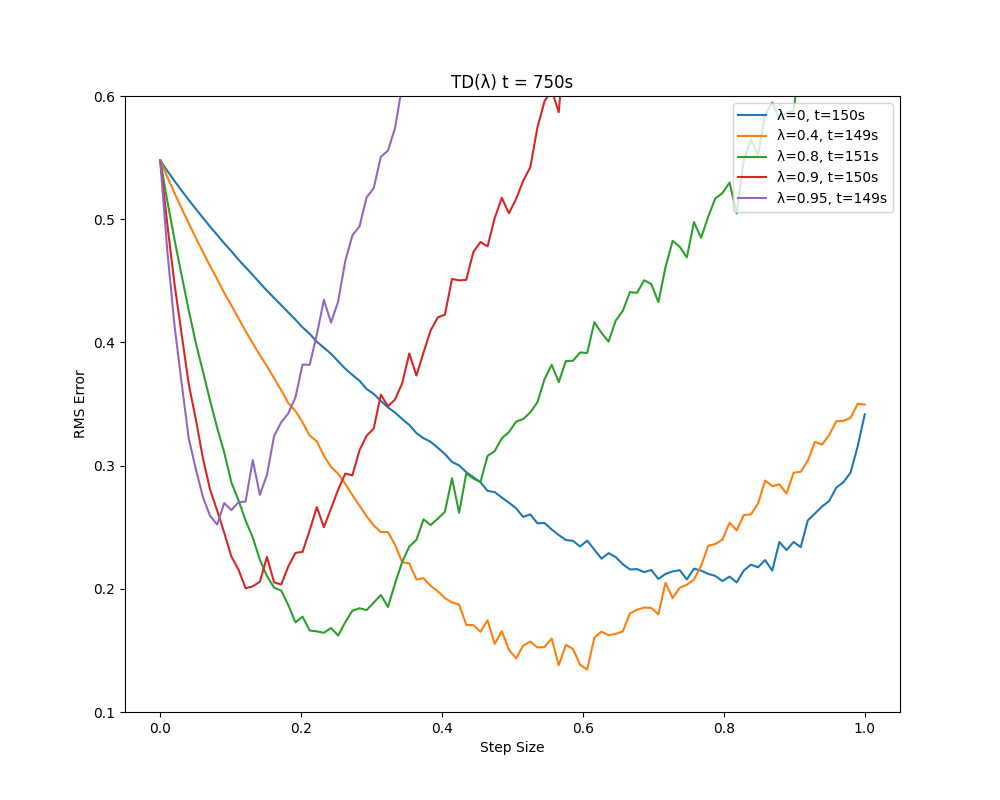 TD(λ) t = 750s
0.6
0.5
0.4
0.3
0.2
0.1
RMS Error
λ=0, t=150s
λ=0.4, t=149s
λ=0.8, t=151s
λ=0.9, t=150s
λ=0.95, t=149s
0.0 0.2 0.4 0.6 0.8 1.0
Step Size